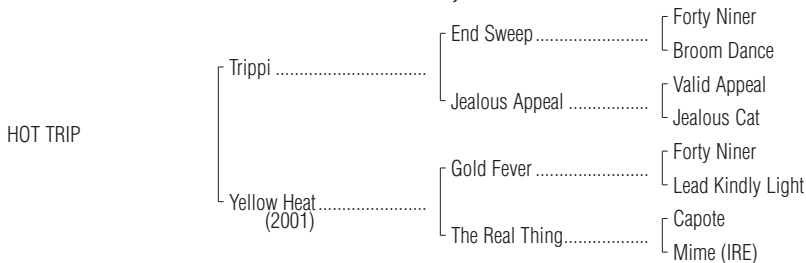 Forty Niner
End Sweep
Broom Dance
Trippi
Valid Appeal
Jealous Appeal
Jealous Cat
HOT TRIP
Forty Niner
Gold Fever
Lead Kindly Light
Yellow Heat
(2001)
Capote
The Real Thing
Mime (IRE)